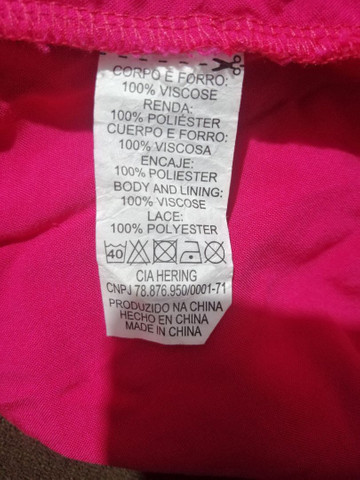 CORPO E FORRO:
100% VISCOSE
RENDA:
100% POLIÉSTER
CUERPO E FORRO:
100% VISCOSA
ENCAJE:
100% POLIÉSTER
BODY AND LINING:
100% VISCOSE
LACE:
100% POLYESTER
40
CIA HERING
CNPJ 78.876.950/0001-71
PRODUZIDO NA CHINA
HECHO EN CHINA
MADE IN CHINA